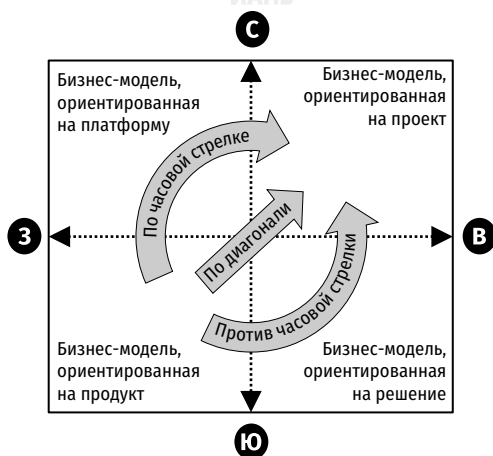 С
Бизнес-модель,
ориентированная
на платформу
Бизнес-модель,
ориентированная
на проект
По часовой стрелке
По диагонали
Против часовой стрелки
З
В
Бизнес-модель,
ориентированная
на продукт
Бизнес-модель,
ориентированная
на решение
Ю